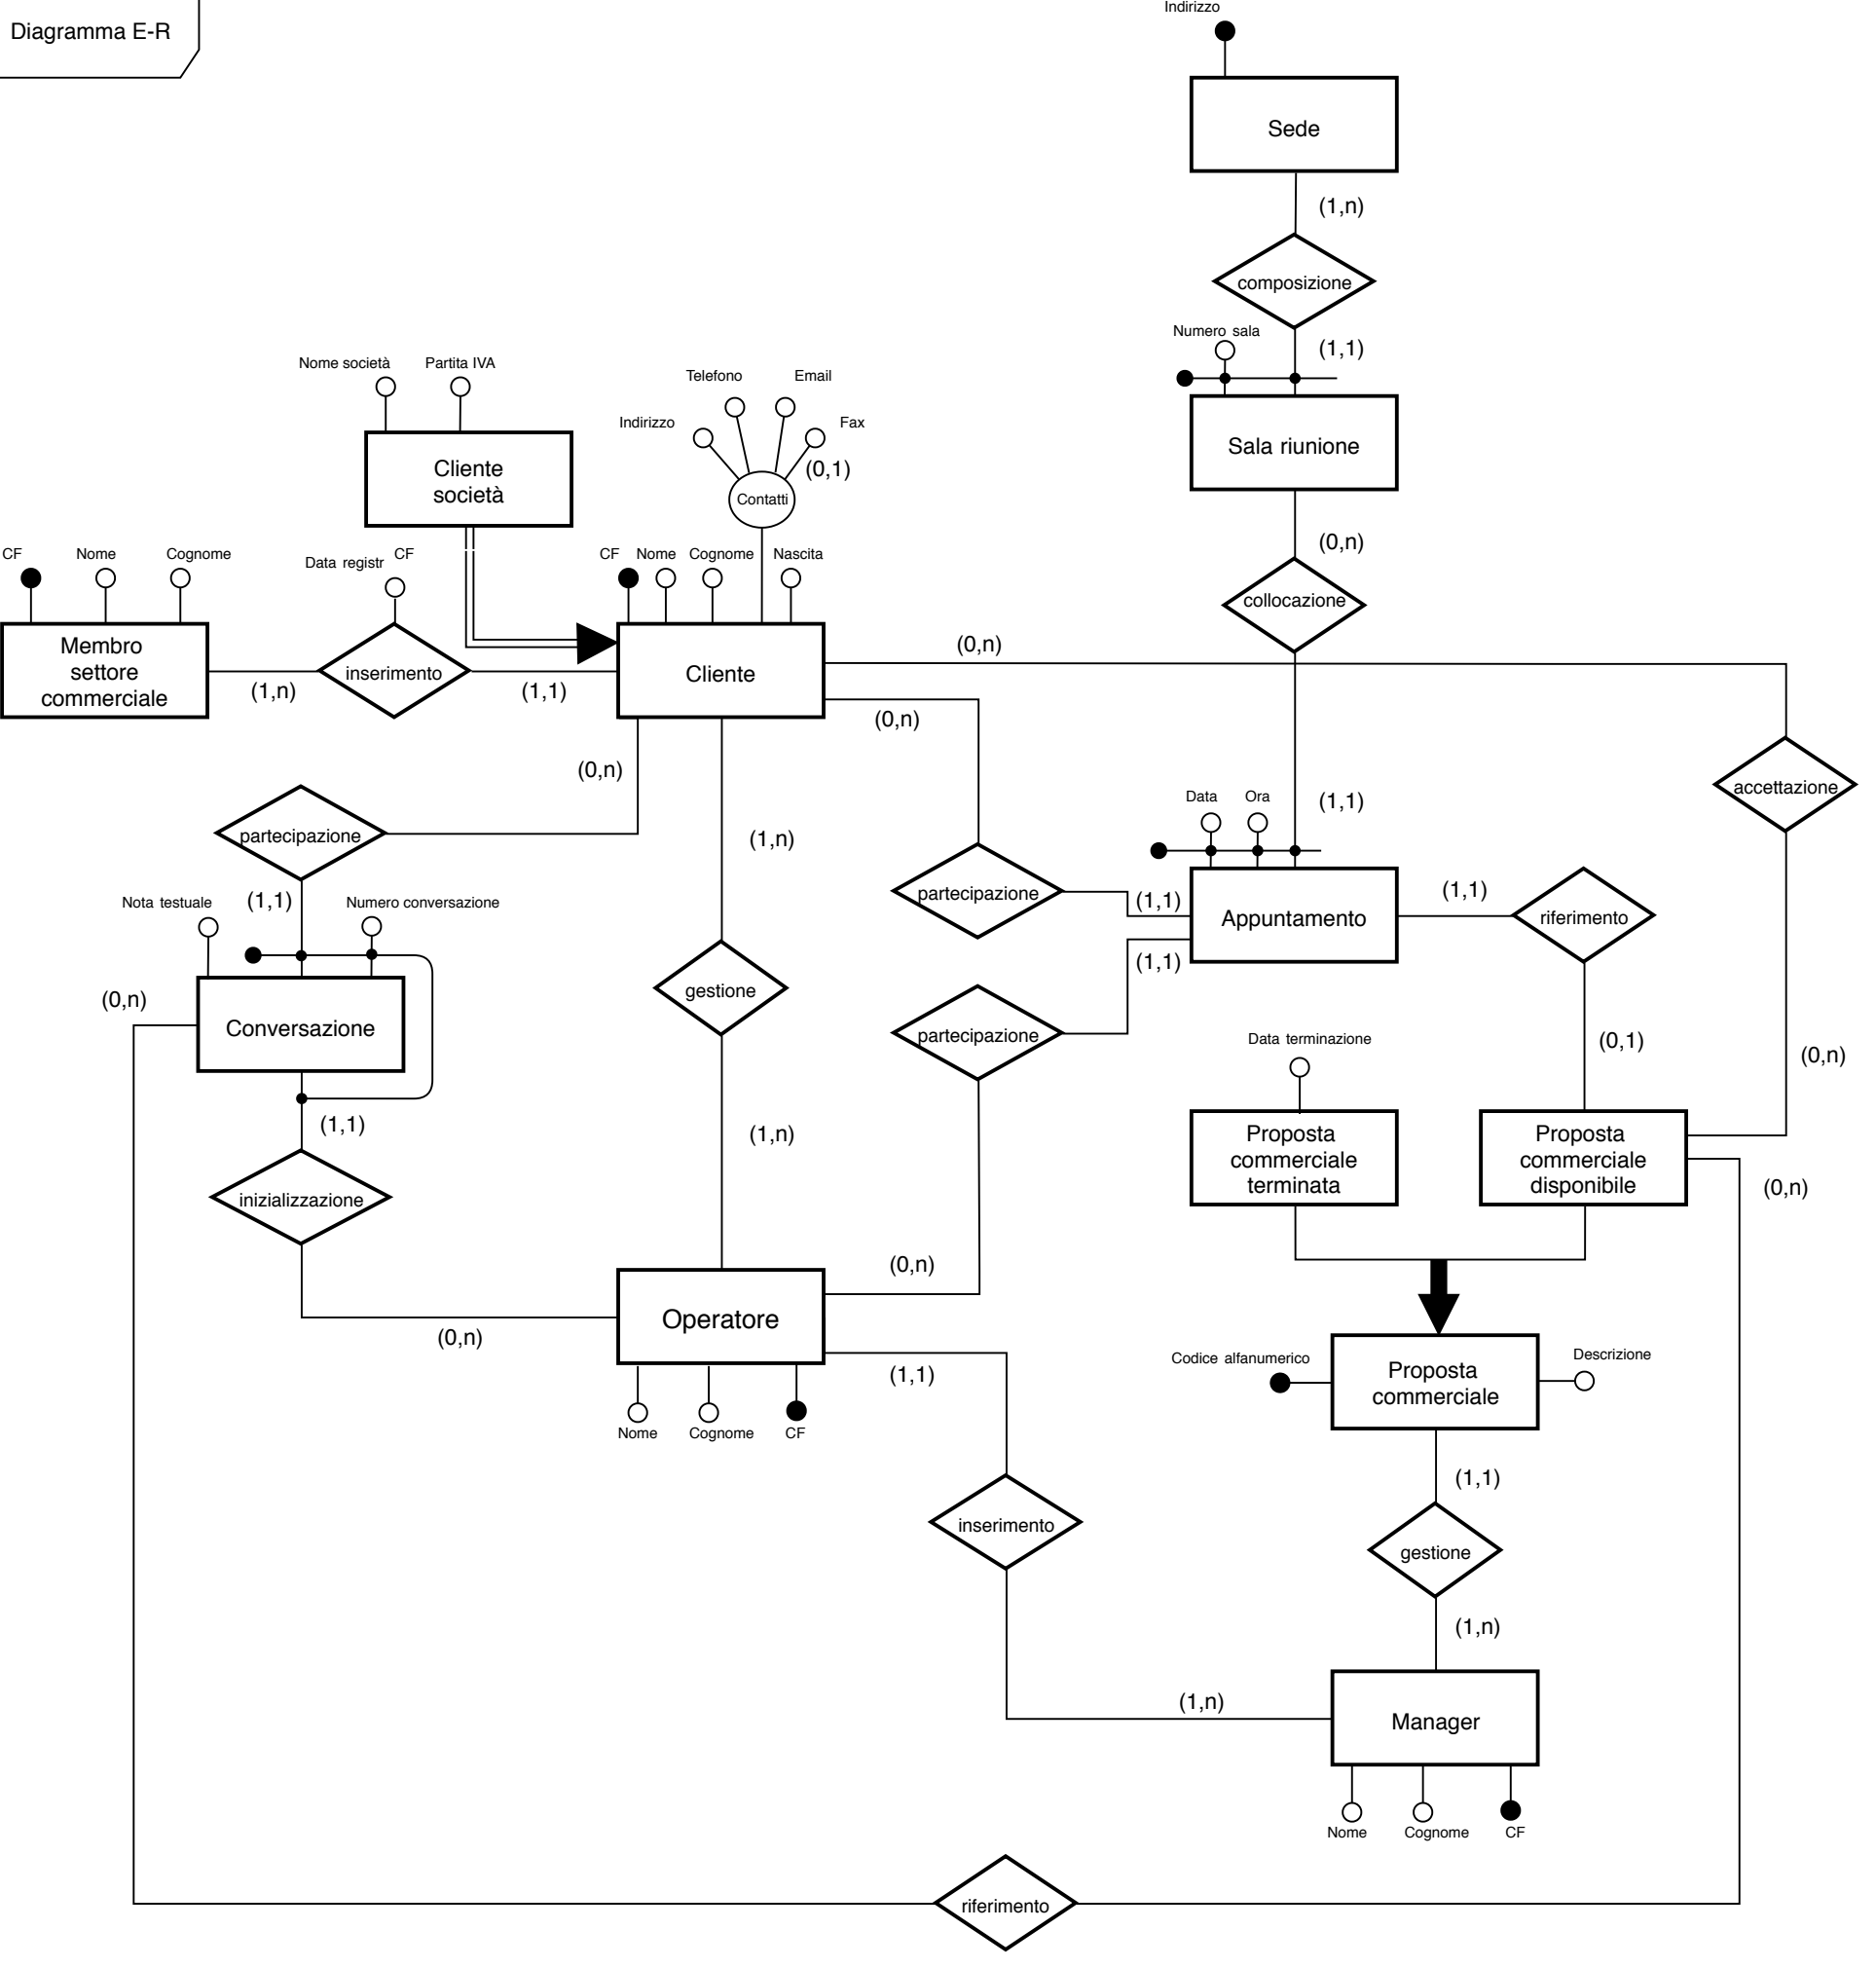 Diagramma E-R
Indirizzo
Sede
(1,n)
composizione
Numero sala
(1,1)
Sala riunione
(0,n)
collocazione
Nome società
Partita IVA
Cliente
società
Telefono
Email
Indirizzo
Fax
(0,1)
Contatti
CF
Nome
Cognome
Data registr
CF
CF
Nome
Cognome
Nascita
Membro
settore
commerciale
(1,n)
inserimento
(1,1)
Cliente
(0,n)
(0,n)
(0,n)
accettazione
partecipazione
(1,n)
Data
Ora
(1,1)
Nota testuale
(1,1)
Numero conversazione
partecipazione
(1,1)
Appuntamento
(1,1)
riferimento
(1,1)
(0,n)
Conversazione
gestione
partecipazione
Data terminazione
(0,1)
(0,n)
(1,1)
(1,n)
Proposta
commerciale
terminata
Proposta
commerciale
disponibile
(0,n)
inizializzazione
(0,n)
Operatore
(0,n)
(1,1)
Nome
Cognome
CF
Codice alfanumerico
Proposta
commerciale
Descrizione
(1,1)
inserimento
gestione
(1,n)
(1,n)
Manager
Nome
Cognome
CF
riferimento